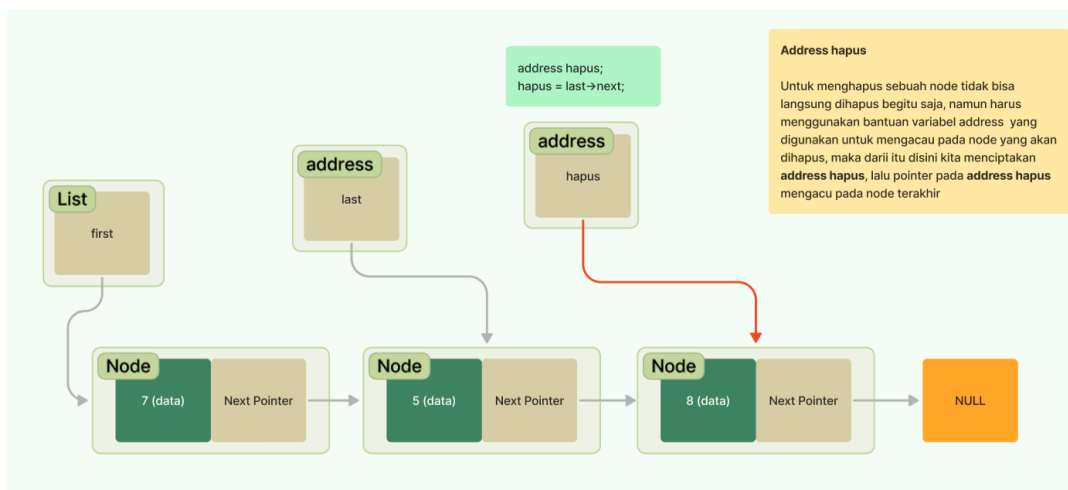 address hapus;
hapus = last→next;
Address hapus
Untuk menghapus sebuah node tidak bisa
langsung dihapus begitu saja, namun harus
menggunakan bantuan variabel address yang
digunakan untuk mengacau pada node yang akan
dihapus, maka darii itu disini kita menciptakan
address hapus, lalu pointer pada address hapus
mengacu pada node terakhir
List
first
address
last
address
hapus
Node
7 (data)
Next Pointer
Node
5 (data)
Next Pointer
Node
8 (data)
Next Pointer
NULL